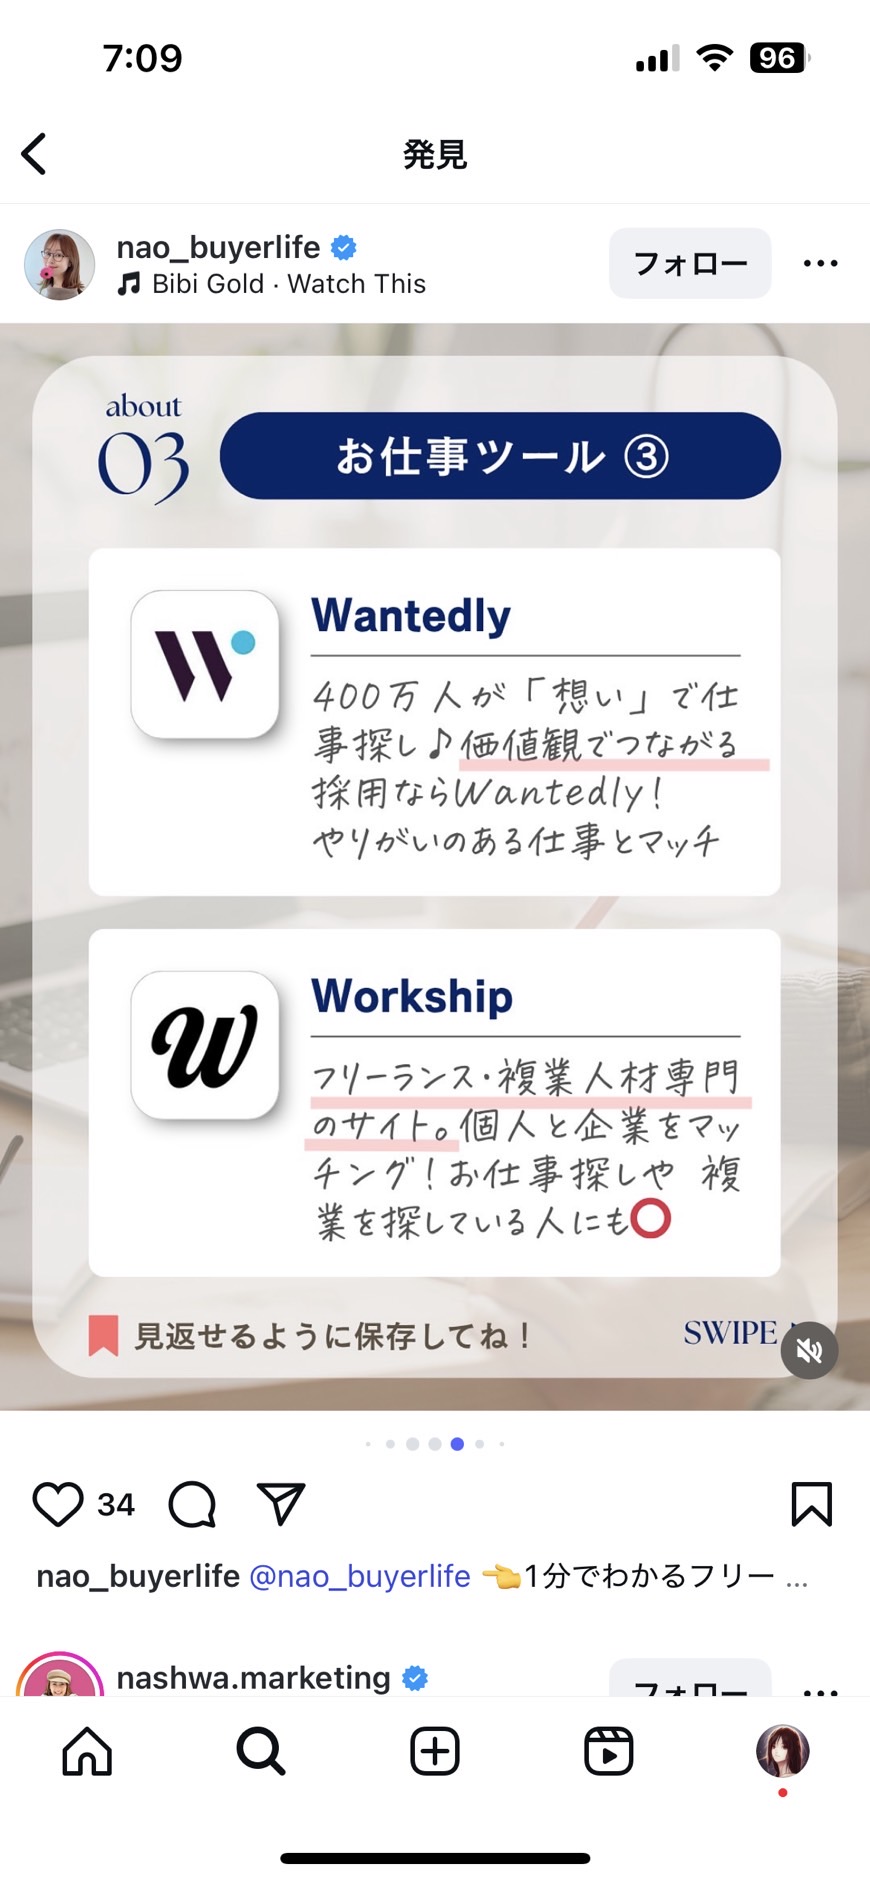 7:09
96
発見
nao_buyerlife
Bibi Gold · Watch This
フォロー
about
03
お仕事ツール ③
W
Wantedly
400万人が「想い」で仕
事探し♪価値観でつながる
採用ならWantedly!
やりがいのある仕事とマッチ
W
Workship
フリーランス・複業人材専門
のサイト。個人と企業をマッ
チング!お仕事探しや 複
業を探している人にも⭕
見返せるように保存してね!
SWIPE
34
nao_buyerlife @nao_buyerlife 👈1分でわかるフリー ...
nashwa.marketing
フォロー